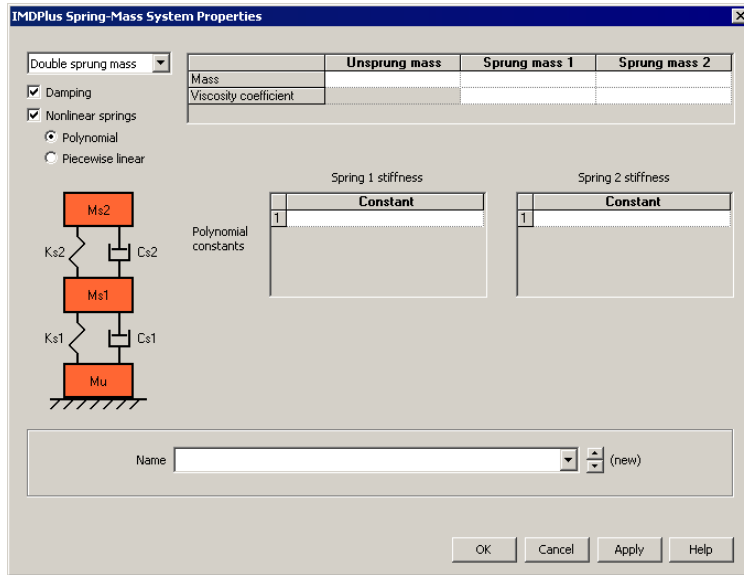 IMDPlus Spring-Mass System Properties
Double sprung mass
Damping
Nonlinear springs
Polynomial
Piecewise linear
Unsprung mass Sprung mass 1 Sprung mass 2
Mass
Viscosity coefficient
Spring 1 stiffness Spring 2 stiffness
Constant Constant
1 1
Polynomial
constants
Ms2
Ks2 Cs2
Ms1
Ks1 Cs1
Mu
Name (new)
OK Cancel Apply Help